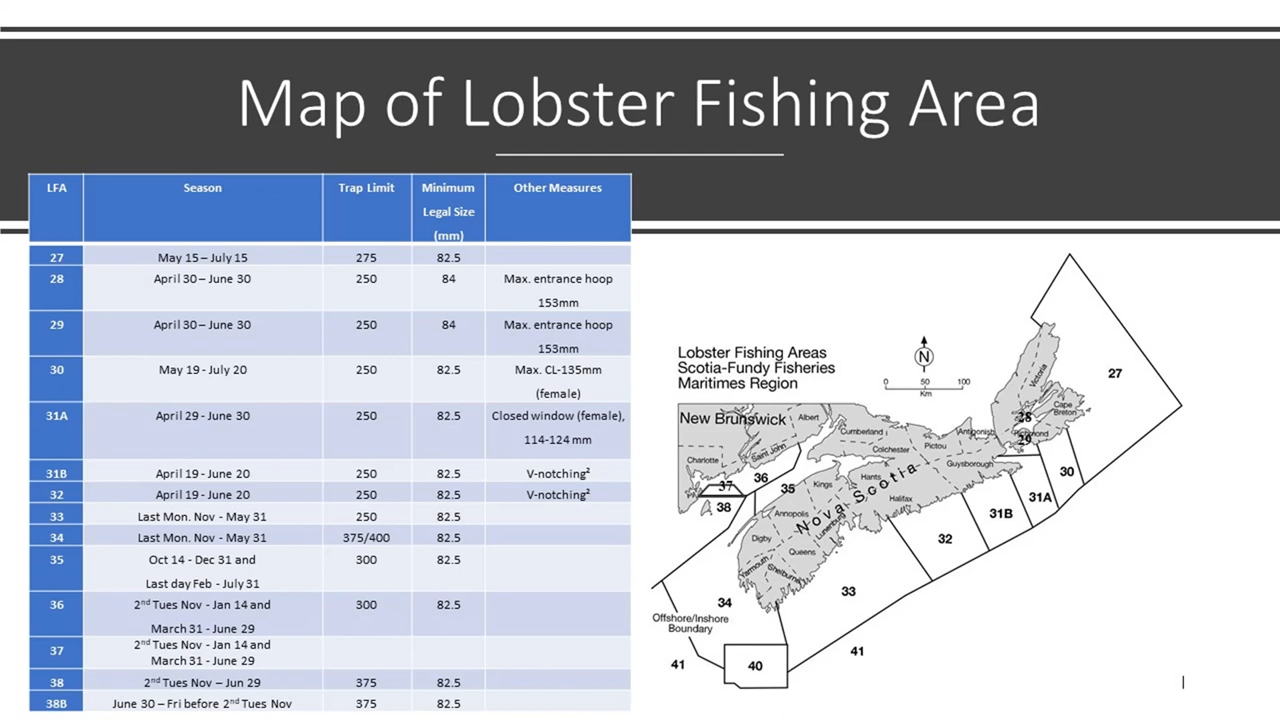 Map of Lobster Fishing Area
LFA Season Trap Limit Minimum Legal Size (mm) Other Measures
27 May 15 – July 15 275 82.5
28 April 30 – June 30 250 84 Max. entrance hoop 153mm
29 April 30 – June 30 250 84 Max. entrance hoop 153mm
30 May 19 - July 20 250 82.5 Max. CL-135mm (female)
31A April 29 - June 30 250 82.5 Closed window (female), 114-124 mm
31B April 19 - June 20 250 82.5 V-notching²
32 April 19 - June 20 250 82.5 V-notching²
33 Last Mon. Nov - May 31 250 82.5
34 Last Mon. Nov - May 31 375/400 82.5
35 Oct 14 - Dec 31 and Last day Feb - July 31 300 82.5
36 2nd Tues Nov - Jan 14 and March 31 - June 29 300 82.5
37 2nd Tues Nov - Jan 14 and March 31 - June 29
38 2nd Tues Nov – Jun 29 375 82.5
38B June 30 – Fri before 2nd Tues Nov 375 82.5
Lobster Fishing Areas
Scotia-Fundy Fisheries
Maritimes Region
N
0 50 100
Km
New Brunswick
Albert
Charlotte
Saint John
Cumberland
Colchester
Pictou
Antigonish
Guysborough
Victoria
Cape Breton
Richmond
Nova Scotia
Kings
Hants
Halifax
Annapolis
Lunenburg
Digby
Queens
Yarmouth
Shelburne
27
28
29
30
31A
31B
32
33
34
35
36
37
38
Offshore/Inshore
Boundary
41
40
41